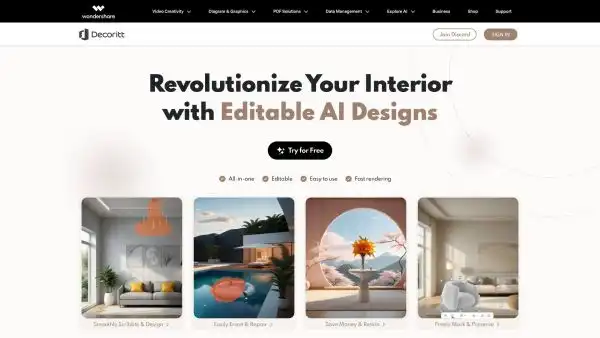 wondershare
Video Creativity Diagram & Graphics PDF Solutions Data Management Explore AI Business Shop Support
Decoritt
Join Discord SIGN IN
Revolutionize Your Interior
with Editable AI Designs
Try for Free
All-in-one Editable Easy to use Fast rendering
Smoothly Scribble & Design > Easily Erase & Repair > Save Money & Restyle > Freely Mask & Preserve >